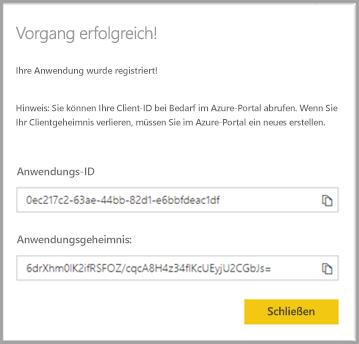 Vorgang erfolgreich!
Ihre Anwendung wurde registriert!
Hinweis: Sie können Ihre Client-ID bei Bedarf im Azure-Portal abrufen. Wenn Sie
Ihr Clientgeheimnis verlieren, müssen Sie im Azure-Portal ein neues erstellen.
Anwendungs-ID
0ec217c2-63ae-44bb-82d1-e6bbfdeac1df
Anwendungsgeheimnis:
6drXhm0lK2ifRSFOZ/cqcA8H4z34flKcUEyjU2CGbJs=
Schließen